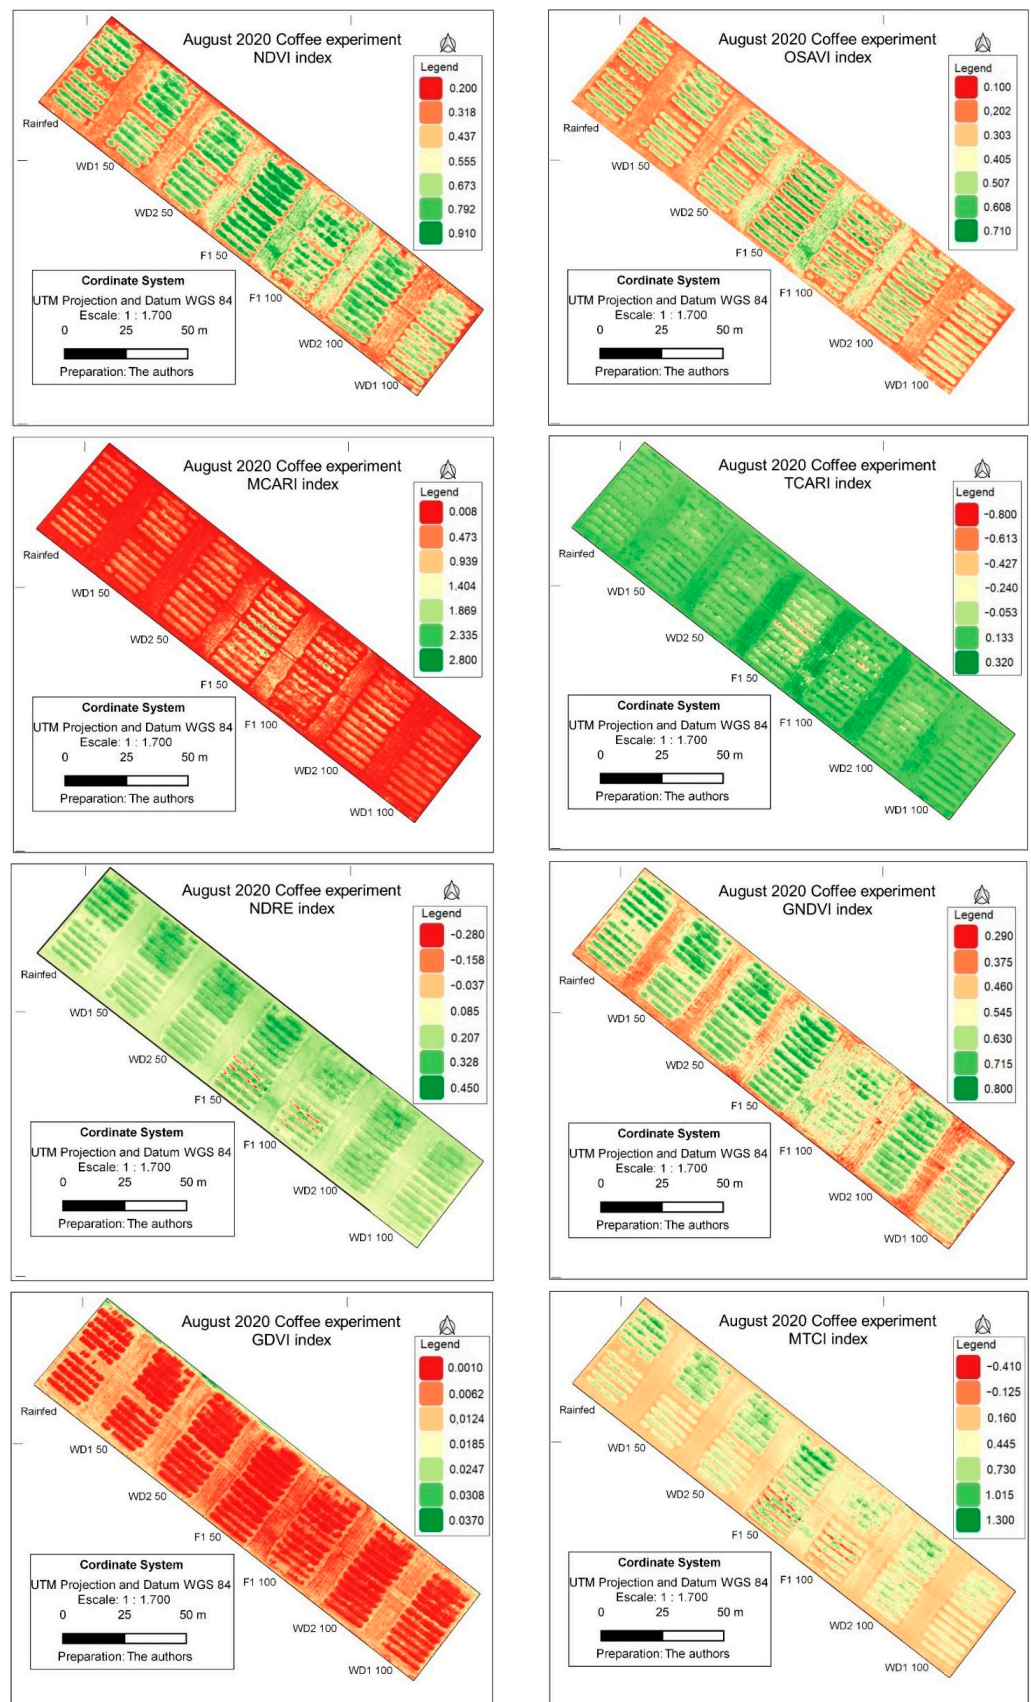 August 2020 Coffee experiment
NDVI index
Legend
0.200
0.318
0.437
0.555
0.673
0.792
0.910
Rainfed
WD1 50
WD2 50
F1 50
F1 100
WD2 100
WD1 100
Cordinate System
UTM Projection and Datum WGS 84
Escale: 1 : 1.700
0 25 50 m
Preparation: The authors
August 2020 Coffee experiment
OSAVI index
Legend
0.100
0,202
0.303
0.405
0.507
0.608
0.710
Rainfed
WD1 50
WD2 50
F1 50
F1 100
WD2 100
WD1 100
Cordinate System
UTM Projection and Datum WGS 84
Escale: 1 : 1.700
0 25 50 m
Preparation: The authors
August 2020 Coffee experiment
MCARI index
Legend
0.008
0.473
0.939
1.404
1.869
2.335
2.800
Rainfed
WD1 50
WD2 50
F1 50
F1 100
WD2 100
WD1 100
Cordinate System
UTM Projection and Datum WGS 84
Escale: 1 : 1.700
0 25 50 m
Preparation: The authors
August 2020 Coffee experiment
TCARI index
Legend
−0.800
−0.613
−0.427
−0.240
−0.053
0.133
0.320
Rainfed
WD1 50
WD2 50
F1 50
F1 100
WD2 100
WD1 100
Cordinate System
UTM Projection and Datum WGS 84
Escale: 1 : 1.700
0 25 50 m
Preparation: The authors
August 2020 Coffee experiment
NDRE index
Legend
−0.280
−0.158
−0.037
0.085
0.207
0.328
0.450
Rainfed
WD1 50
WD2 50
F1 50
F1 100
WD2 100
WD1 100
Cordinate System
UTM Projection and Datum WGS 84
Escale: 1 : 1.700
0 25 50 m
Preparation: The authors
August 2020 Coffee experiment
GNDVI index
Legend
0.290
0.375
0.460
0.545
0.630
0.715
0.800
Rainfed
WD1 50
WD2 50
F1 50
F1 100
WD2 100
WD1 100
Cordinate System
UTM Projection and Datum WGS 84
Escale: 1 : 1.700
0 25 50 m
Preparation: The authors
August 2020 Coffee experiment
GDVI index
Legend
0.0010
0.0062
0,0124
0.0185
0.0247
0.0308
0.0370
Rainfed
WD1 50
WD2 50
F1 50
F1 100
WD2 100
WD1 100
Cordinate System
UTM Projection and Datum WGS 84
Escale: 1 : 1.700
0 25 50 m
Preparation: The authors
August 2020 Coffee experiment
MTCI index
Legend
−0.410
−0.125
0.160
0.445
0.730
1.015
1.300
Rainfed
WD1 50
WD2 50
F1 50
F1 100
WD2 100
WD1 100
Cordinate System
UTM Projection and Datum WGS 84
Escale: 1 : 1.700
0 25 50 m
Preparation: The authors